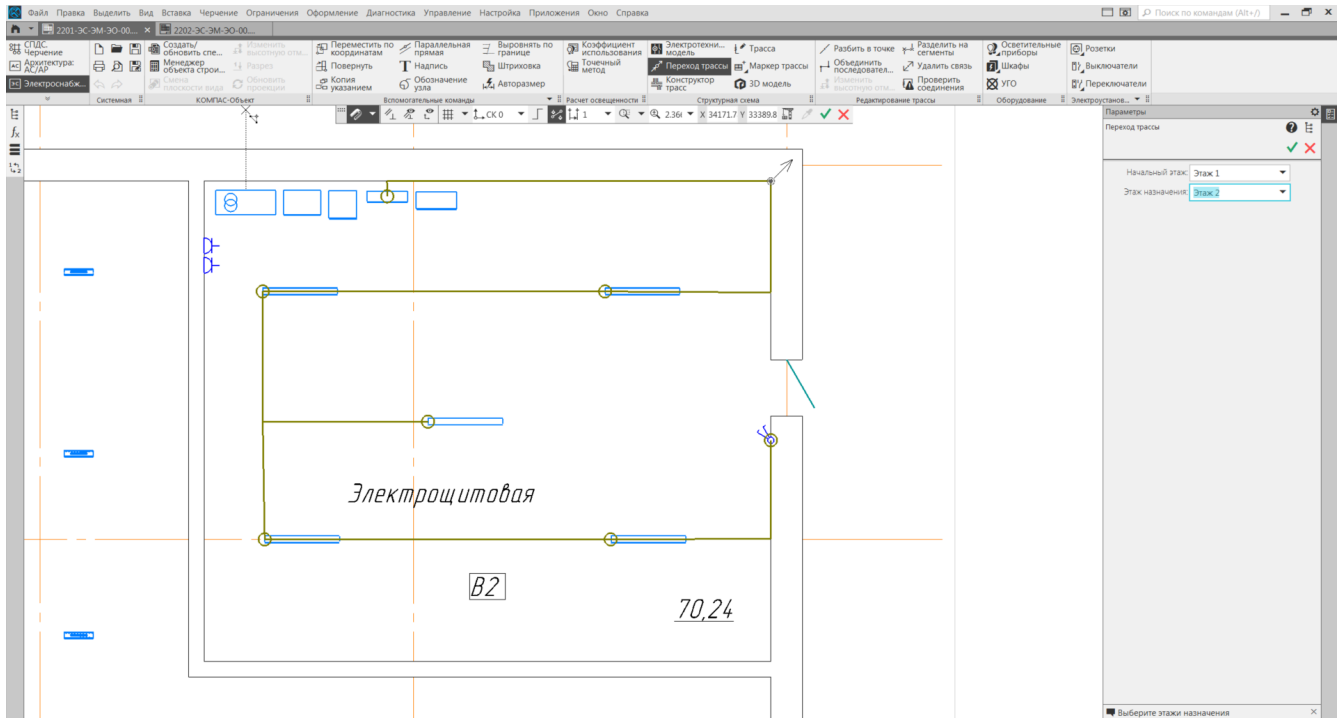 Файл Правка Выделить Вид Вставка Черчение Ограничения Оформление Диагностика Управление Настройка Приложения Окно Справка
Поиск по командам (Alt+/)
2201-ЭС-ЭМ-ЭО-00...
2202-ЭС-ЭМ-ЭО-00....
СПДС. Черчение
Архитектура: АС/АР
Электроснабж...
Системная
Создать/ обновить спе...
Менеджер объекта строи...
Смена плоскости вида
Изменить высотную отм...
Разрез
Обновить проекции
КОМПАС-Объект
Переместить по координатам
Повернуть
Копия указанием
Параллельная прямая
Надпись
Обозначение узла
Выровнять по границе
Штриховка
Авторазмер
Вспомогательные команды
Коэффициент использования
Точечный метод
Расчет освещенности
Электротехни... модель
Переход трассы
Конструктор трасс
Трасса
Маркер трассы
3D модель
Структурная схема
Разбить в точке
Объединить последовател...
Изменить высотную отм...
Разделить на сегменты
Удалить связь
Проверить соединения
Редактирование трассы
Осветительные приборы
Шкафы
УГО
Оборудование
Розетки
Выключатели
Переключатели
Электроустанов...
СК 0
1
2.36
X 34171.7 Y 33389.8
Параметры
Переход трассы
Начальный этаж: Этаж 1
Этаж назначения: Этаж 2
Электрощитовая
В2
70,24
Выберите этажи назначения